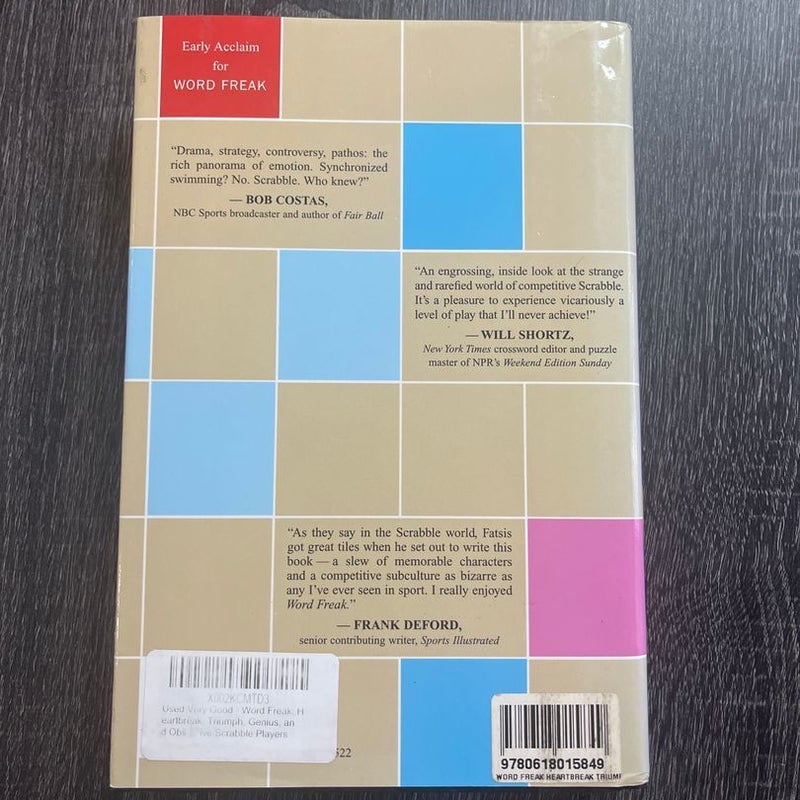 Early Acclaim
for
WORD FREAK
“Drama, strategy, controversy, pathos: the
rich panorama of emotion. Synchronized
swimming? No. Scrabble. Who knew?”
— BOB COSTAS,
NBC Sports broadcaster and author of Fair Ball
“An engrossing, inside look at the strange
and rarefied world of competitive Scrabble.
It’s a pleasure to experience vicariously a
level of play that I’ll never achieve!”
— WILL SHORTZ,
New York Times crossword editor and puzzle
master of NPR’s Weekend Edition Sunday
“As they say in the Scrabble world, Fatsis
got great tiles when he set out to write this
book — a slew of memorable characters
and a competitive subculture as bizarre as
any I’ve ever seen in sport. I really enjoyed
Word Freak.”
— FRANK DEFORD,
senior contributing writer, Sports Illustrated
X002KCMTD3
Used Very Good Word Freak: H
eartbreak, Triumph, Genius, an
d Obs ve Scrabble Players
522
9780618015849
WORD FREAK HEARTBREAK TRIUMP